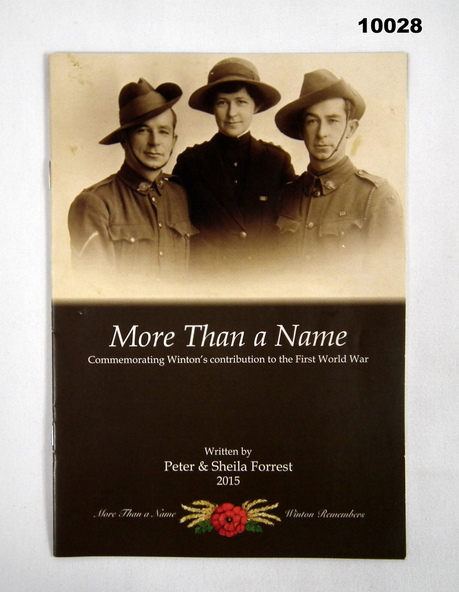 10028
More Than a Name
Commemorating Winton's contribution to the First World War
Written by
Peter & Sheila Forrest
2015
More Than a Name Winton Remembers